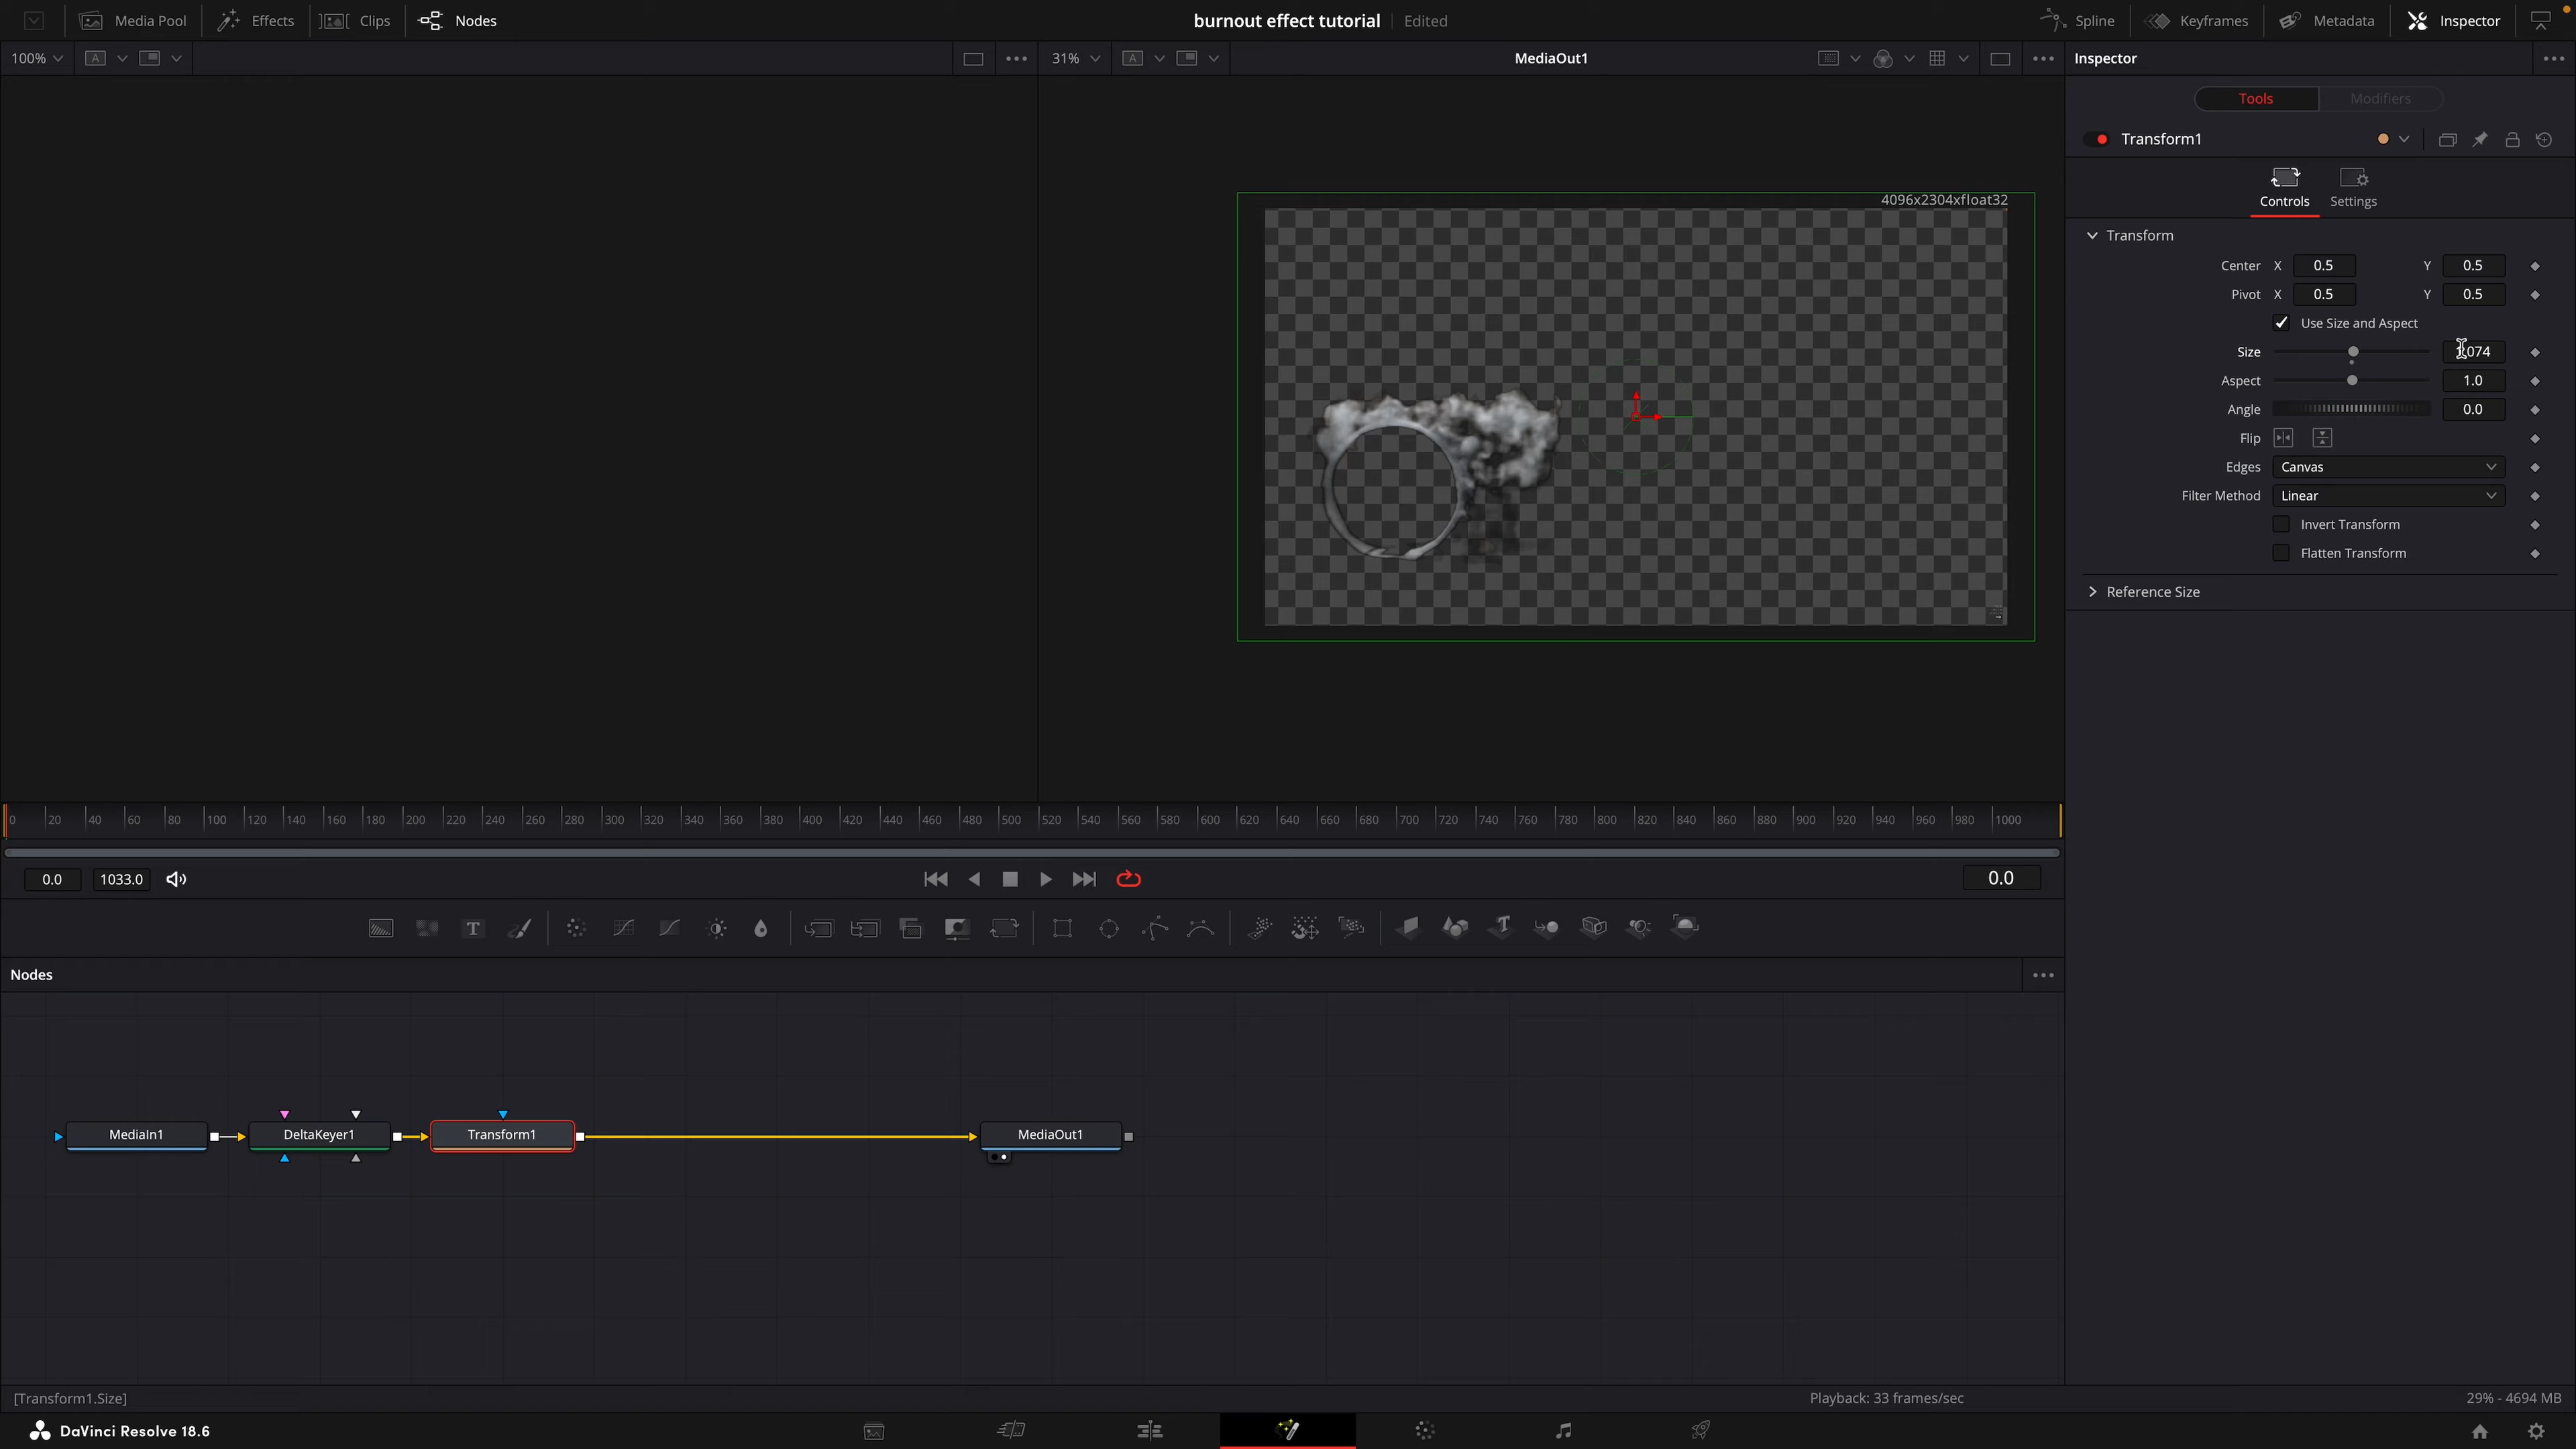 Media Pool Effects Clips Nodes burnout effect tutorial Edited Spline Keyframes Metadata Inspector
100% A 31% A MediaOut1 Inspector
Tools Modifiers
Transform1
4096x2304xfloat32
Controls Settings
Transform
Center X 0.5 Y 0.5
Pivot X 0.5 Y 0.5
Use Size and Aspect
Size 1.074
Aspect 1.0
Angle 0.0
Flip
Edges Canvas
Filter Method Linear
Invert Transform
Flatten Transform
Reference Size
0 20 40 60 80 100 120 140 160 180 200 220 240 260 280 300 320 340 360 380 400 420 440 460 480 500 520 540 560 580 600 620 640 660 680 700 720 740 760 780 800 820 840 860 880 900 920 940 960 980 1000
0.0 1033.0 0.0
T
Nodes
MediaIn1 DeltaKeyer1 Transform1 MediaOut1
[Transform1.Size] Playback: 33 frames/sec 29% - 4694 MB
DaVinci Resolve 18.6